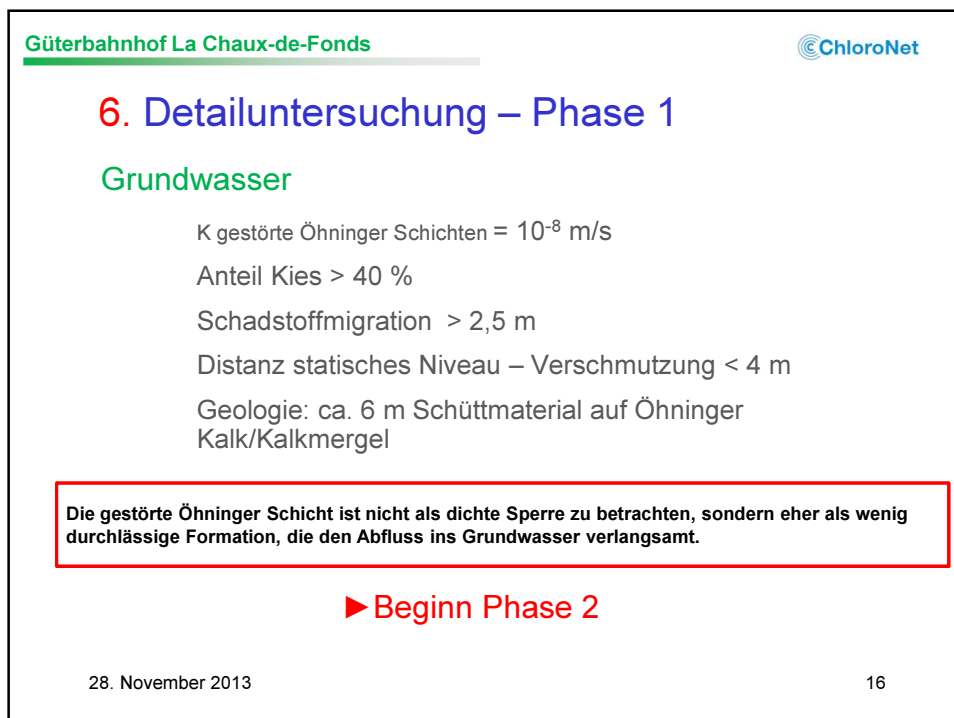 Güterbahnhof La Chaux-de-Fonds
ChloroNet
6. Detailuntersuchung – Phase 1
Grundwasser
K gestörte Öhninger Schichten = 10⁻⁸ m/s
Anteil Kies > 40 %
Schadstoffmigration > 2,5 m
Distanz statisches Niveau – Verschmutzung < 4 m
Geologie: ca. 6 m Schüttmaterial auf Öhninger
Kalk/Kalkmergel
Die gestörte Öhninger Schicht ist nicht als dichte Sperre zu betrachten, sondern eher als wenig
durchlässige Formation, die den Abfluss ins Grundwasser verlangsamt.
►Beginn Phase 2
28. November 2013
16